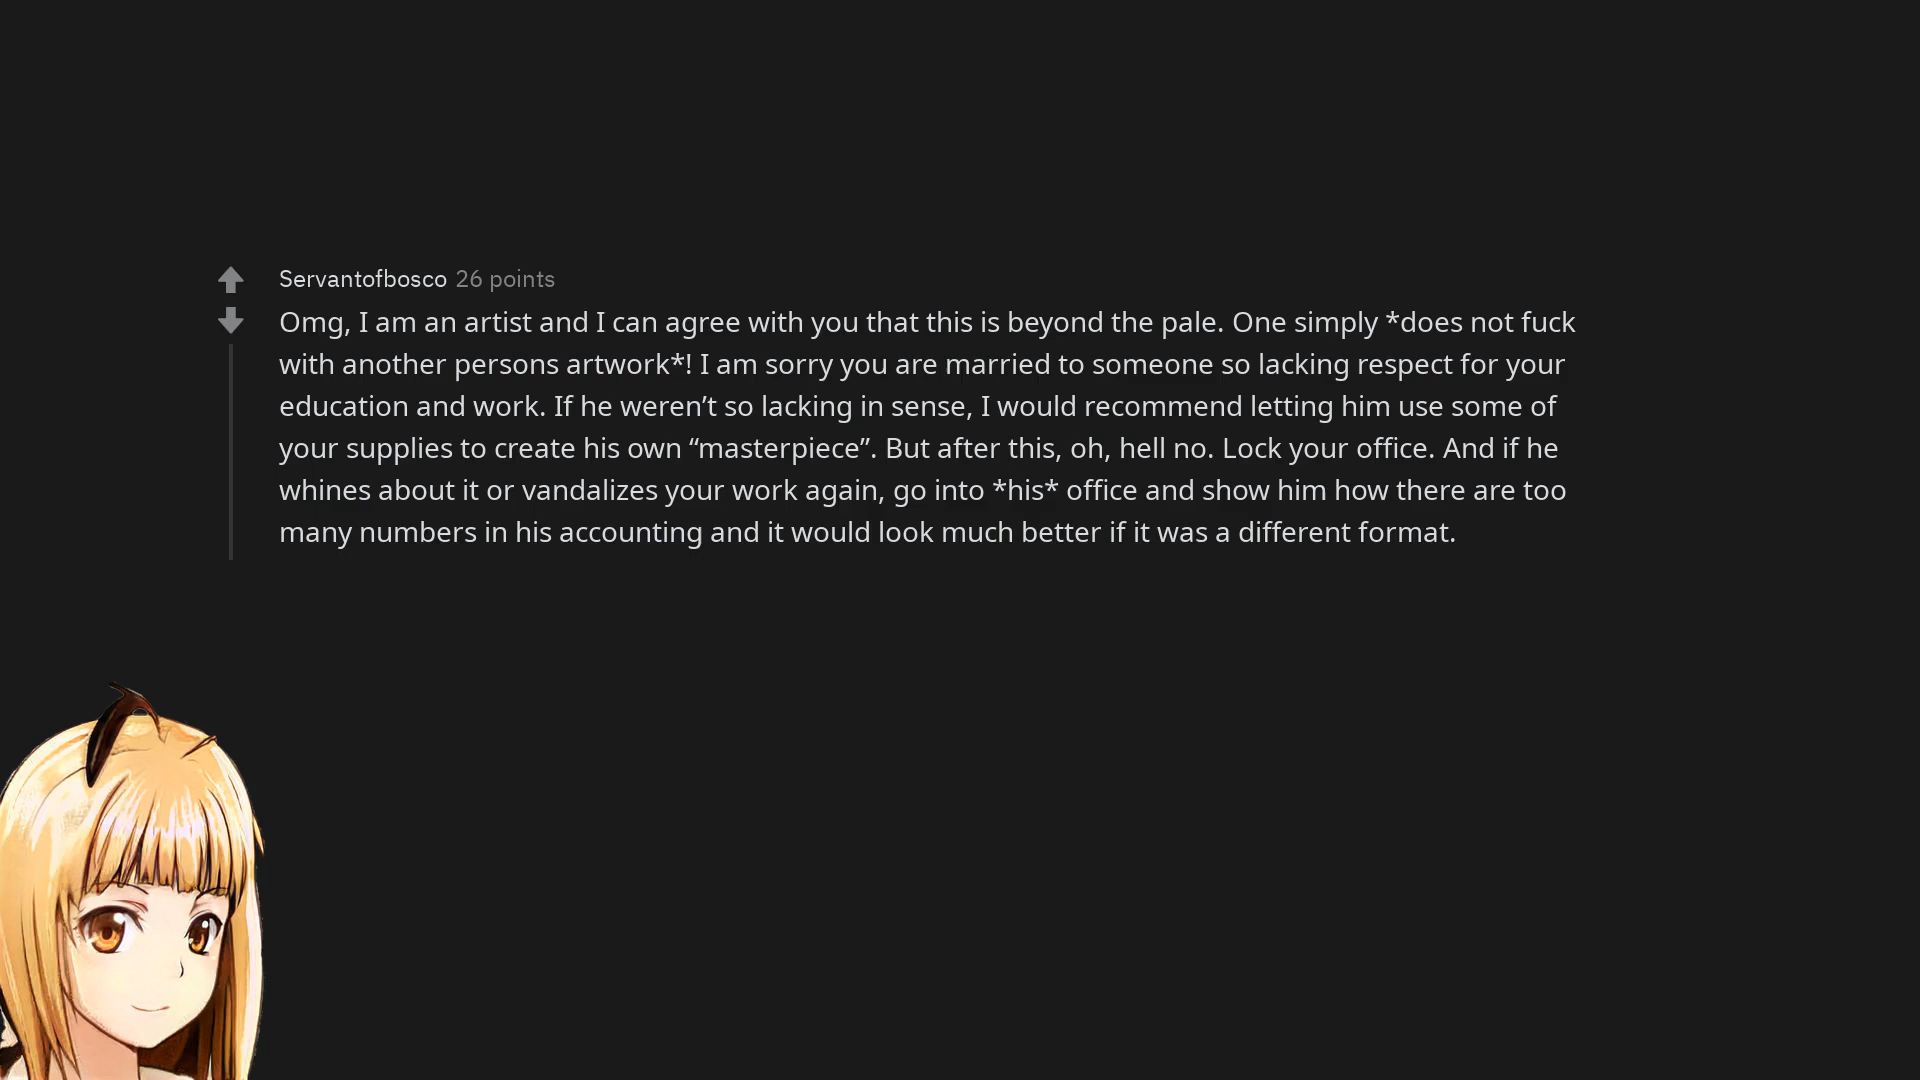 Servantofbosco 26 points
Omg, I am an artist and I can agree with you that this is beyond the pale. One simply *does not fuck
with another persons artwork*! I am sorry you are married to someone so lacking respect for your
education and work. If he weren’t so lacking in sense, I would recommend letting him use some of
your supplies to create his own “masterpiece”. But after this, oh, hell no. Lock your office. And if he
whines about it or vandalizes your work again, go into *his* office and show him how there are too
many numbers in his accounting and it would look much better if it was a different format.